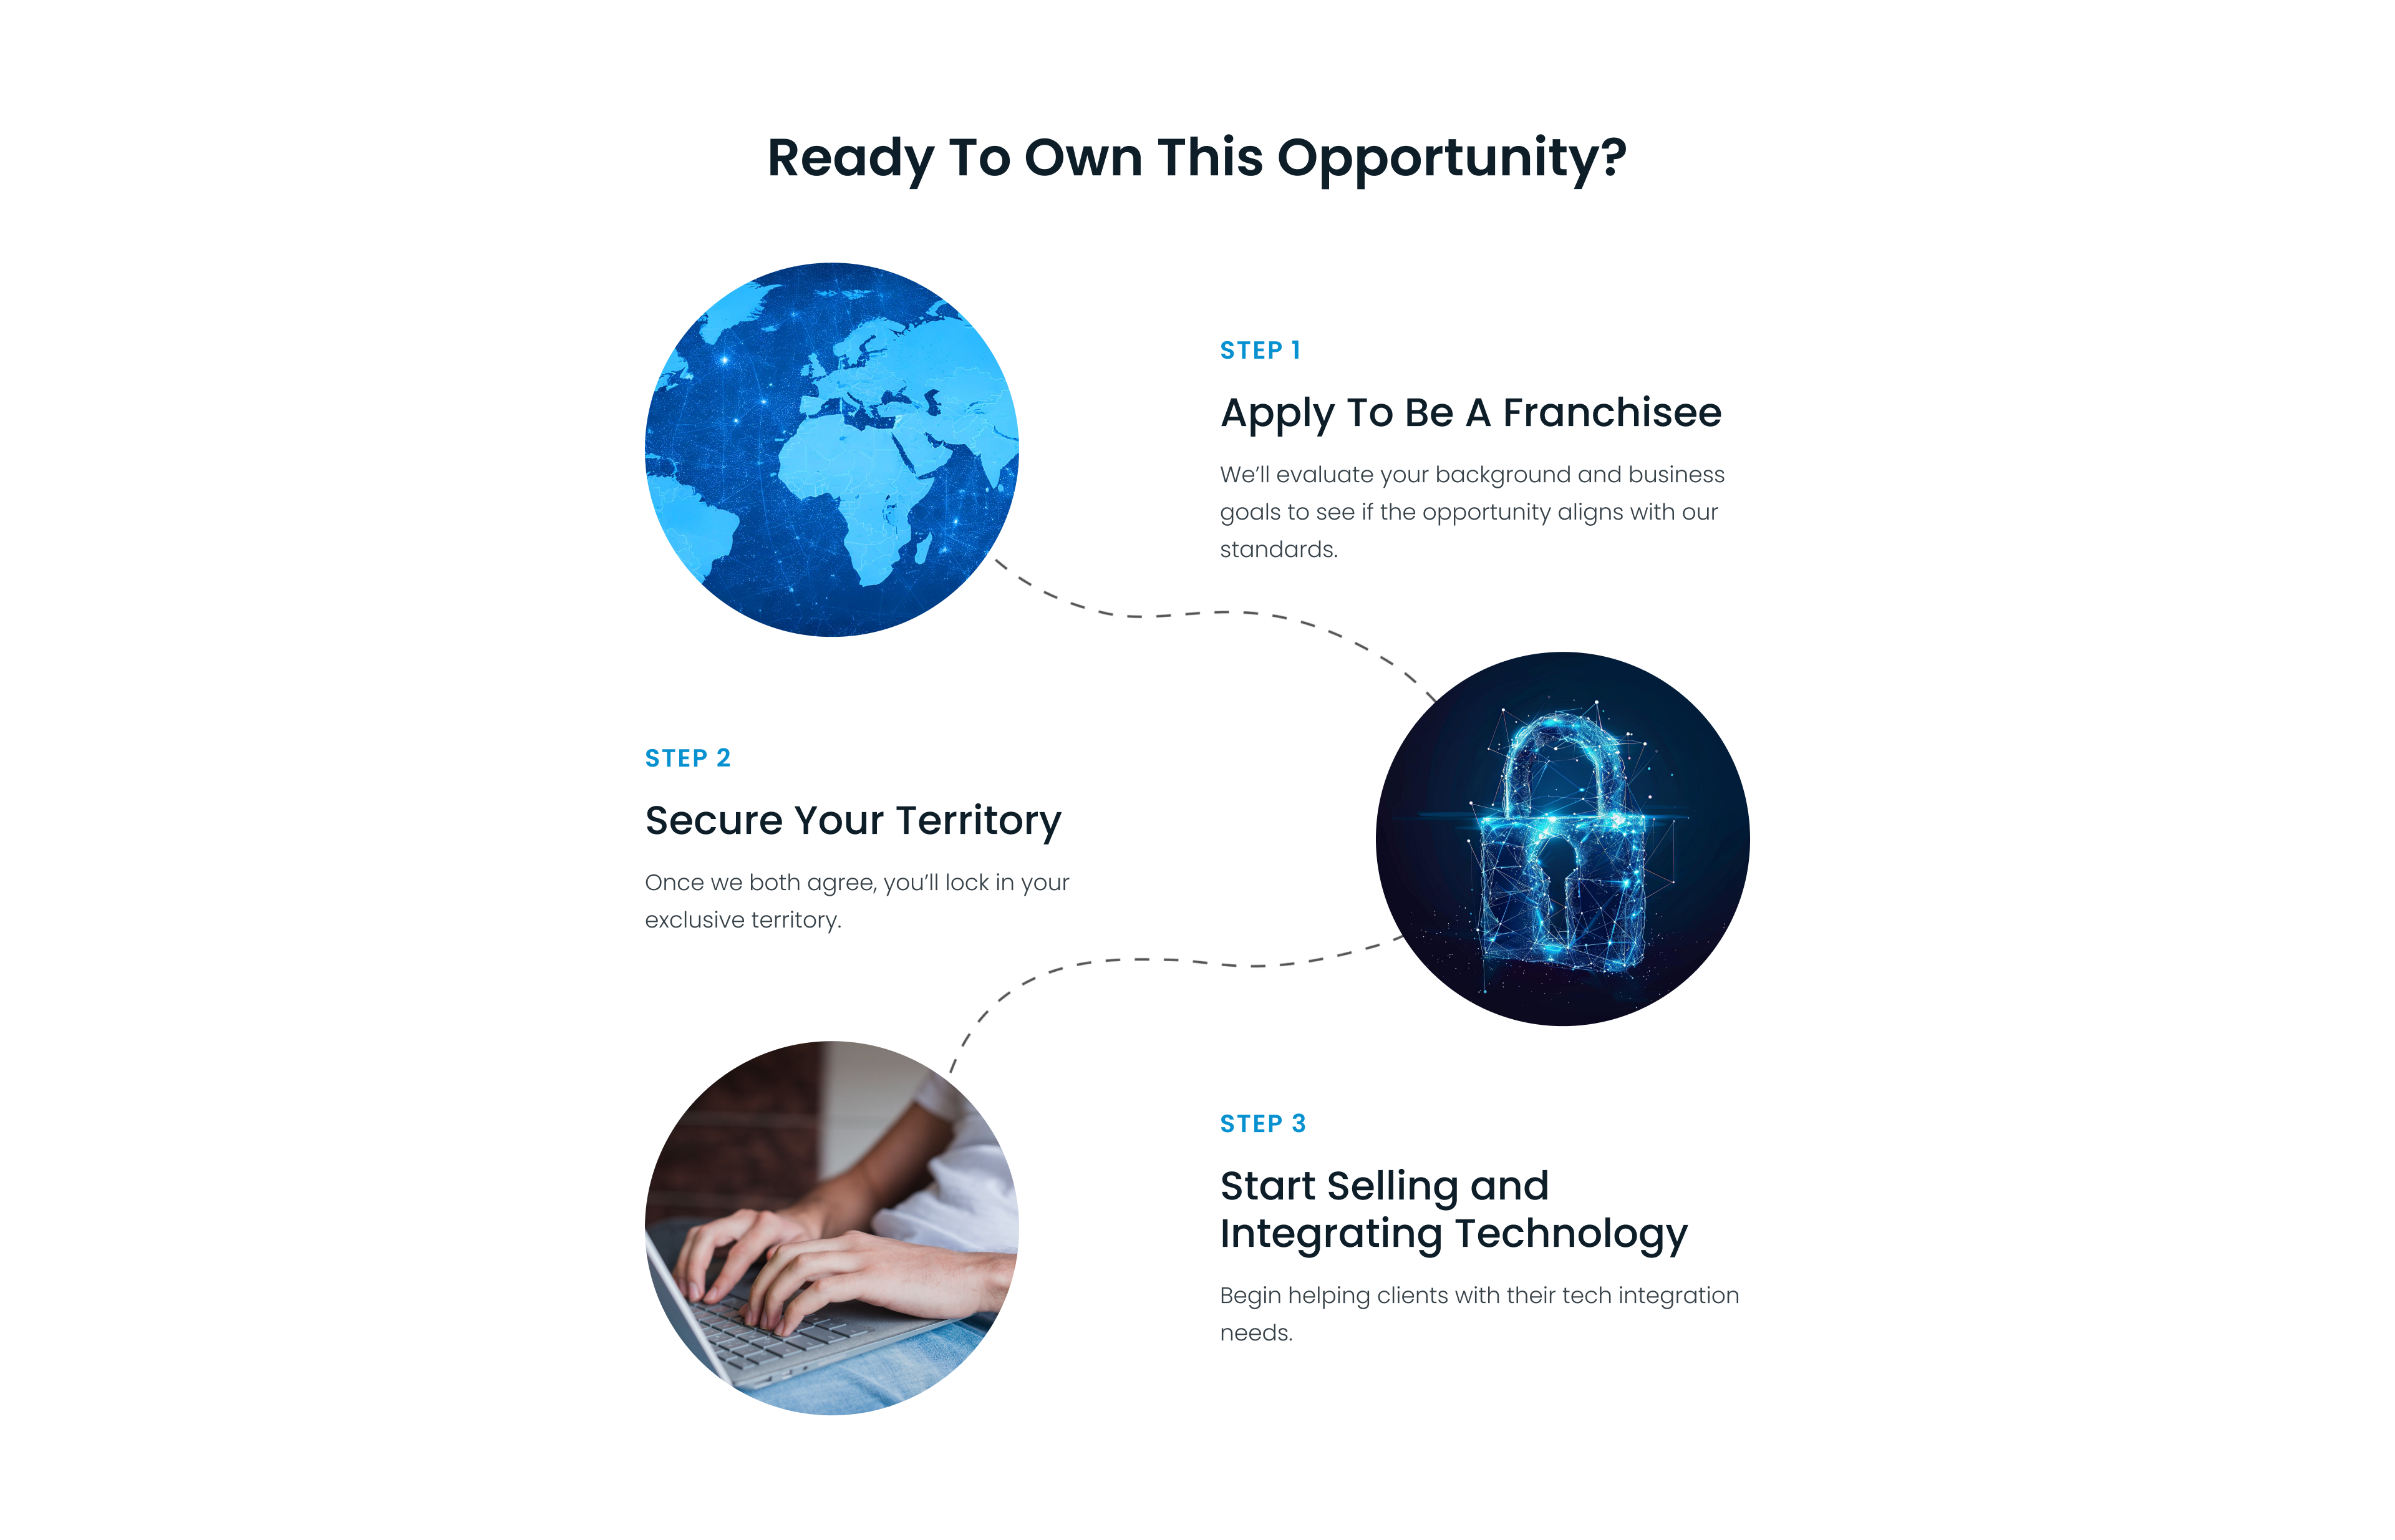 Ready To Own This Opportunity?
STEP 1
Apply To Be A Franchisee
We’ll evaluate your background and business
goals to see if the opportunity aligns with our
standards.
STEP 2
Secure Your Territory
Once we both agree, you’ll lock in your
exclusive territory.
STEP 3
Start Selling and
Integrating Technology
Begin helping clients with their tech integration
needs.